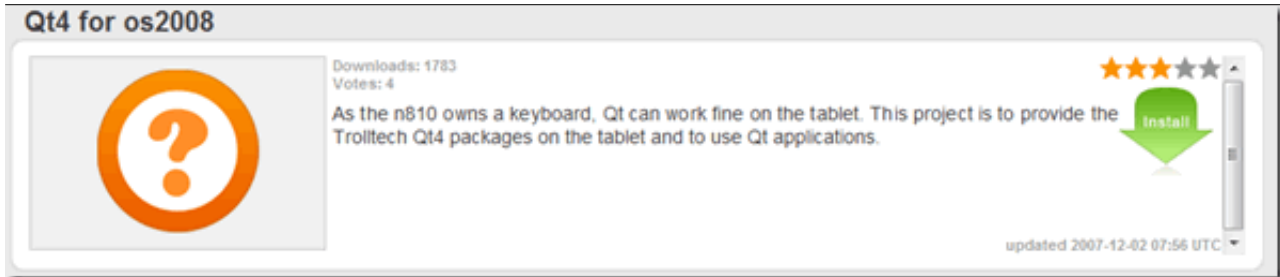 Qt4 for os2008
Downloads: 1783
Votes: 4
As the n810 owns a keyboard, Qt can work fine on the tablet. This project is to provide the
Trolltech Qt4 packages on the tablet and to use Qt applications.
Install
updated 2007-12-02 07:56 UTC